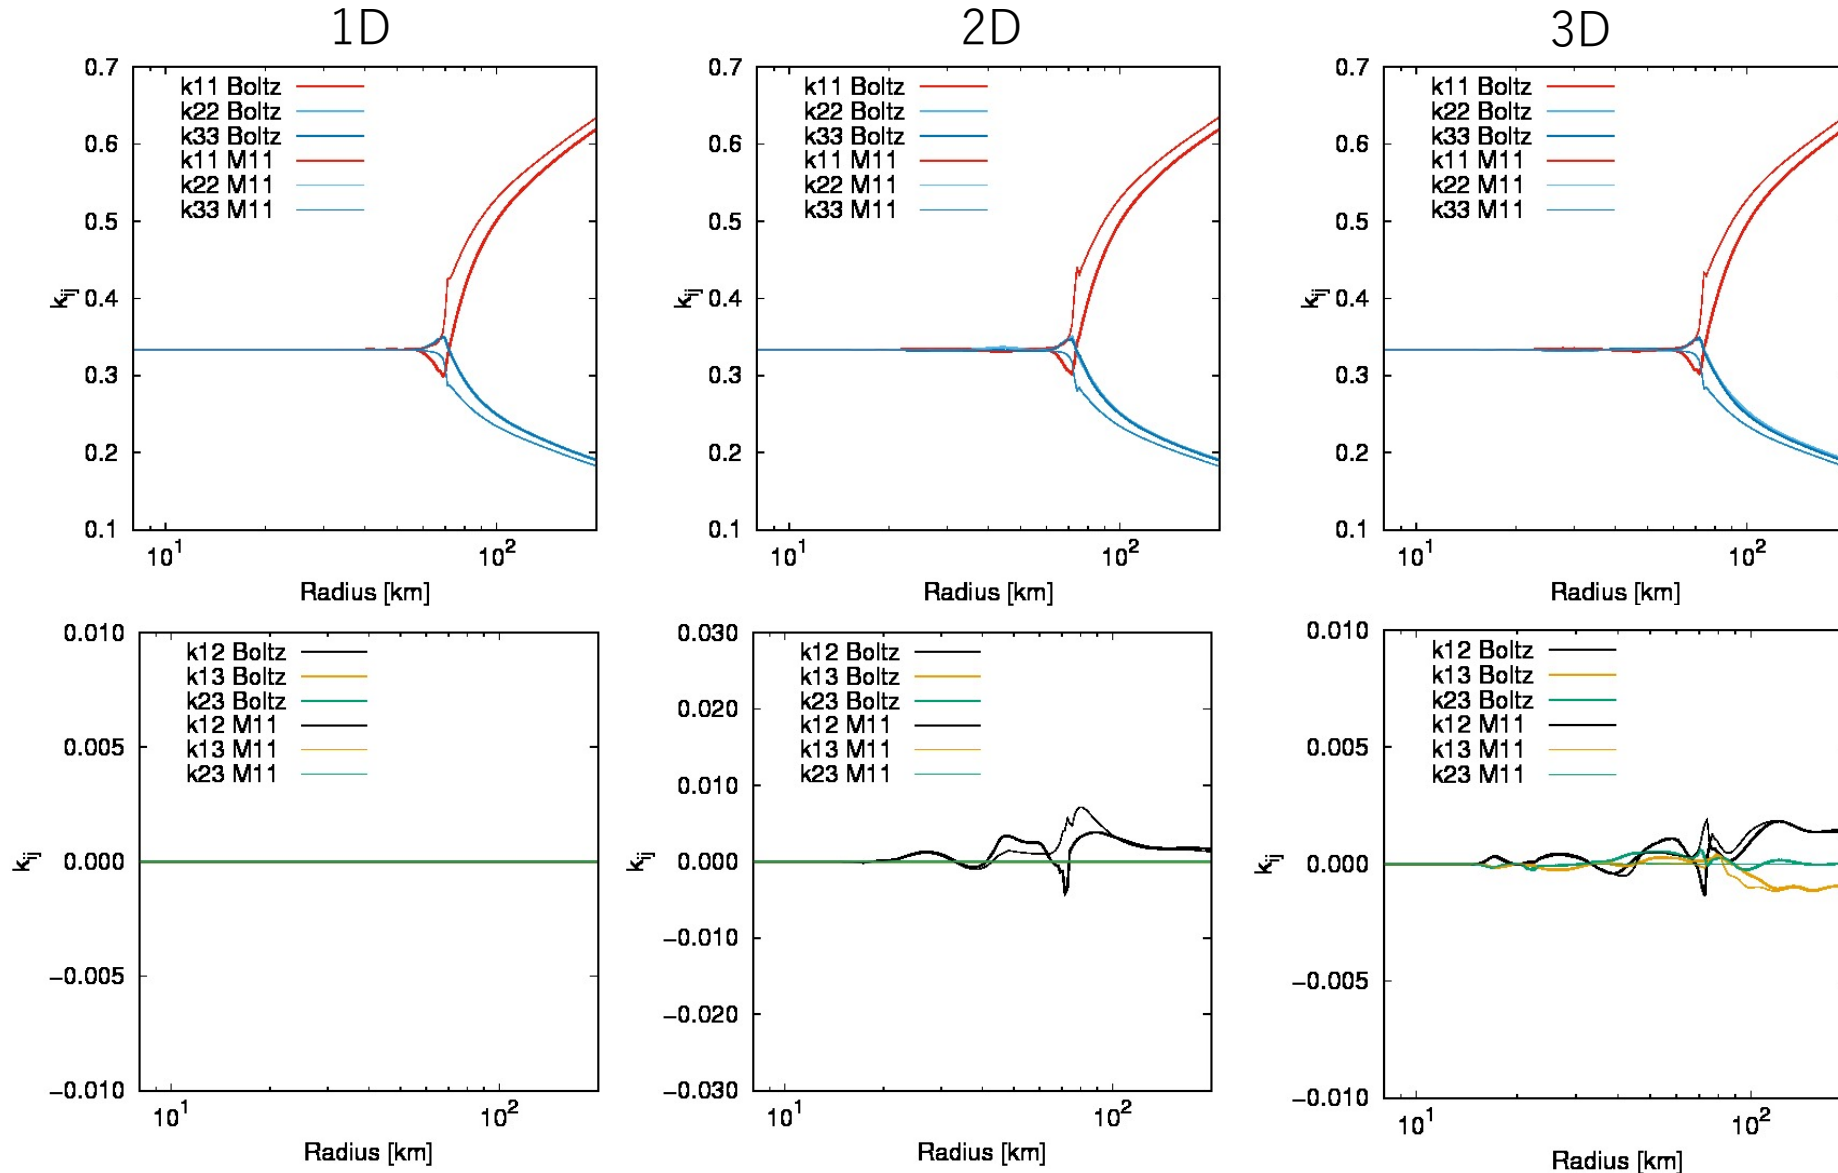 1D
2D
3D
0.7
0.6
0.5
0.4
0.3
0.2
0.1
k11 Boltz
k22 Boltz
k33 Boltz
k11 M11
k22 M11
k33 M11
kij
10^1
10^2
Radius [km]
0.7
0.6
0.5
0.4
0.3
0.2
0.1
k11 Boltz
k22 Boltz
k33 Boltz
k11 M11
k22 M11
k33 M11
kij
10^1
10^2
Radius [km]
0.7
0.6
0.5
0.4
0.3
0.2
0.1
k11 Boltz
k22 Boltz
k33 Boltz
k11 M11
k22 M11
k33 M11
kij
10^1
10^2
Radius [km]
0.010
0.005
0.000
−0.005
−0.010
k12 Boltz
k13 Boltz
k23 Boltz
k12 M11
k13 M11
k23 M11
kij
10^1
10^2
Radius [km]
0.030
0.020
0.010
0.000
−0.010
−0.020
−0.030
k12 Boltz
k13 Boltz
k23 Boltz
k12 M11
k13 M11
k23 M11
kij
10^1
10^2
Radius [km]
0.010
0.005
0.000
−0.005
−0.010
k12 Boltz
k13 Boltz
k23 Boltz
k12 M11
k13 M11
k23 M11
kij
10^1
10^2
Radius [km]